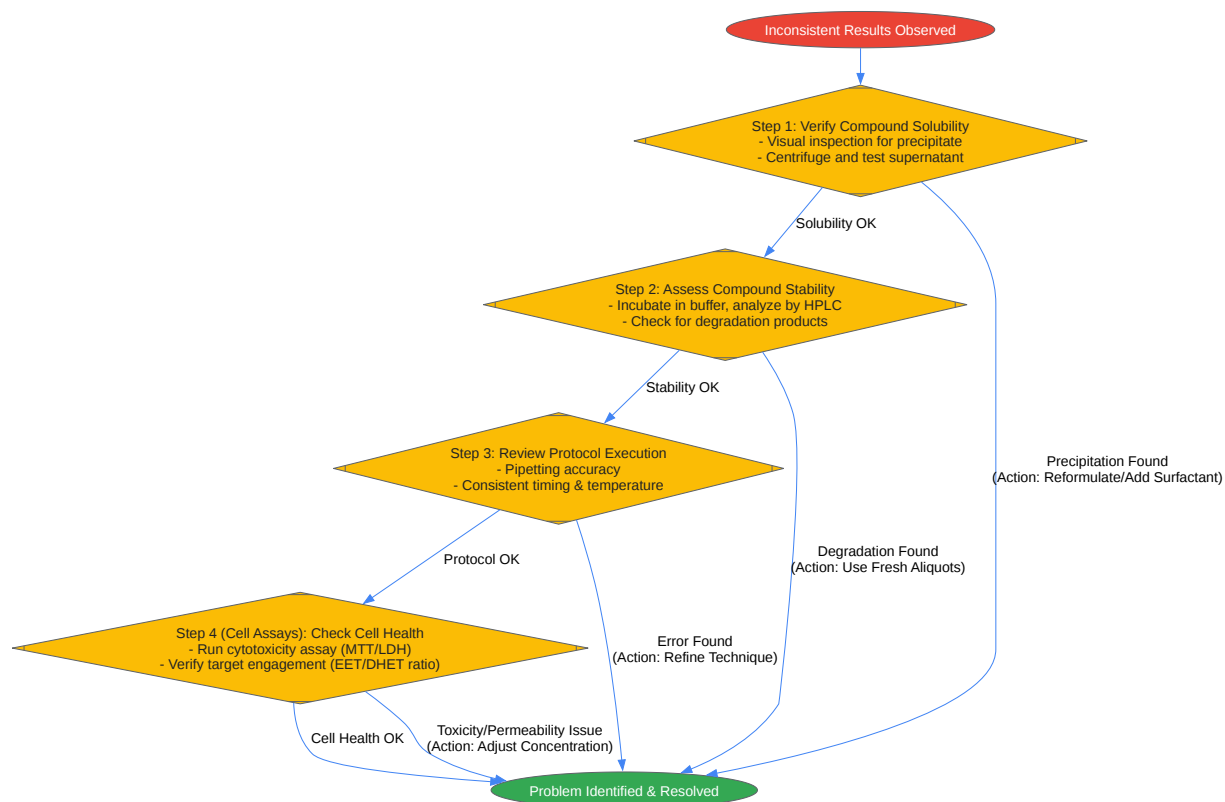 Inconsistent Results Observed
Step 1: Verify Compound Solubility
- Visual inspection for precipitate
- Centrifuge and test supernatant
Solubility OK
Step 2: Assess Compound Stability
- Incubate in buffer, analyze by HPLC
- Check for degradation products
Stability OK
Step 3: Review Protocol Execution
- Pipetting accuracy
- Consistent timing & temperature
Precipitation Found
(Action: Reformulate/Add Surfactant)
Protocol OK
Degradation Found
(Action: Use Fresh Aliquots)
Step 4 (Cell Assays): Check Cell Health
- Run cytotoxicity assay (MTT/LDH)
- Verify target engagement (EET/DHET ratio)
Error Found
(Action: Refine Technique)
Cell Health OK
Toxicity/Permeability Issue
(Action: Adjust Concentration)
Problem Identified & Resolved